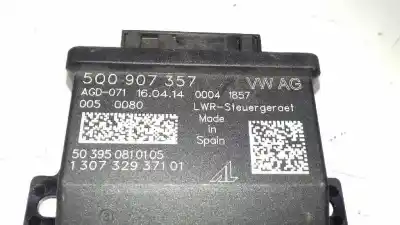 5Q0 907 357 VW AG
AGD-071 16.04.14 0004 1857
005 0080 LWR-Steuergeraet
Made in Spain
50 395 0810105
1 307 329 371 01
AL